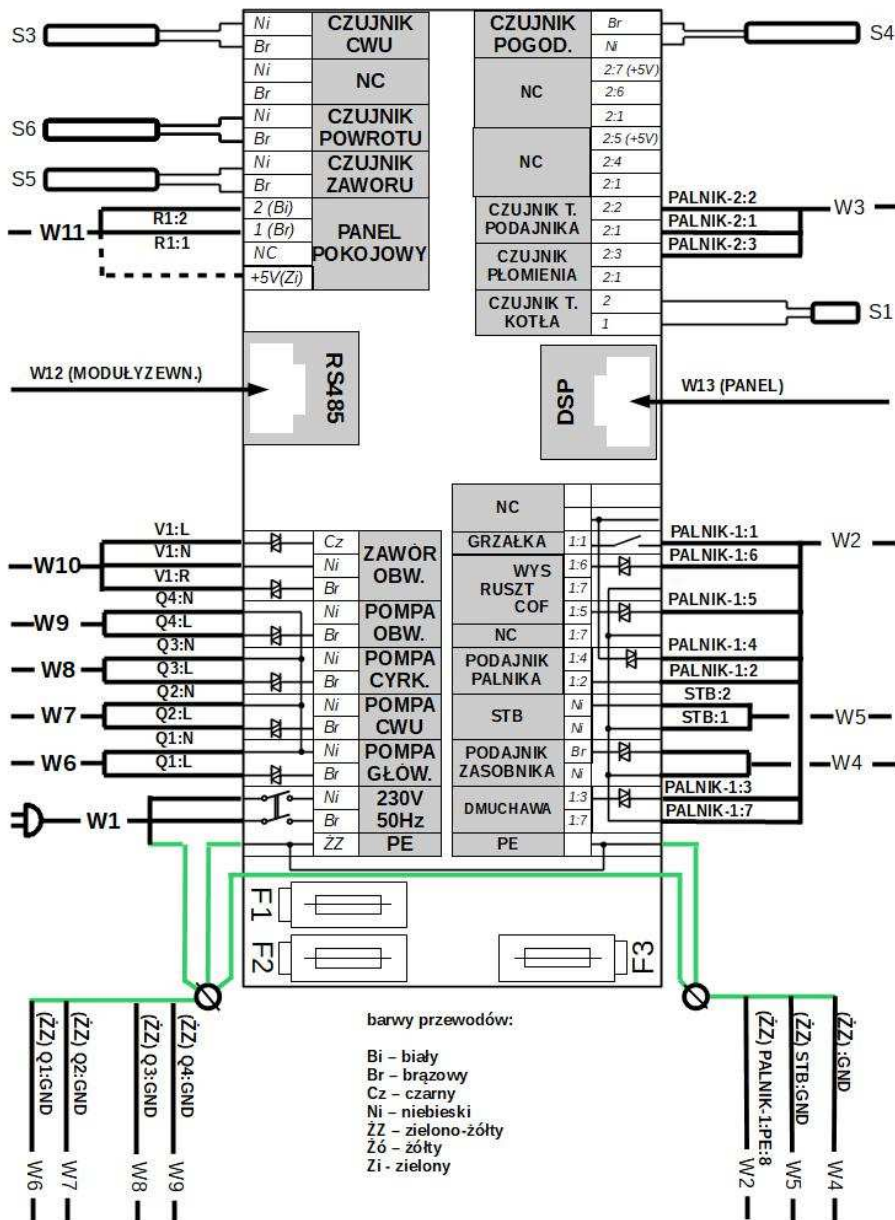 S3
Ni
Br
CZUJNIK
CWU
Ni
Br
NC
S6
Ni
Br
CZUJNIK
POWROTU
S5
Ni
Br
CZUJNIK
ZAWORU
W11
R1:2
R1:1
2 (Bi)
1 (Br)
NC
+5V(Zi)
PANEL
POKOJOWY
CZUJNIK
POGOD.
Br
Ni
S4
NC
2:7 (+5V)
2:6
2:1
NC
2:5 (+5V)
2:4
2:1
CZUJNIK T.
PODAJNIKA
2:2
2:1
CZUJNIK
PŁOMIENIA
2:3
2:1
PALNIK-2:2
PALNIK-2:1
PALNIK-2:3
W3
CZUJNIK T.
KOTŁA
2
1
S1
W12 (MODUŁYZEWN.)
RS485
DSP
W13 (PANEL)
W10
V1:L
V1:N
V1:R
Cz
Ni
Br
ZAWÓR
OBW.
W9
Q4:N
Q4:L
Ni
Br
POMPA
OBW.
W8
Q3:N
Q3:L
Ni
Br
POMPA
CYRK.
W7
Q2:N
Q2:L
Ni
Br
POMPA
CWU
W6
Q1:N
Q1:L
Ni
Br
POMPA
GŁÓW.
W1
Ni
Br
230V
50Hz
ŻZ
PE
NC
GRZAŁKA
1:1
PALNIK-1:1
W2
WYS
RUSZT
COF
1:6
1:7
1:5
PALNIK-1:6
PALNIK-1:5
NC
1:7
PODAJNIK
PALNIKA
1:4
1:2
PALNIK-1:4
PALNIK-1:2
STB
Ni
Ni
STB:2
STB:1
W5
PODAJNIK
ZASOBNIKA
Br
Ni
W4
DMUCHAWA
1:3
1:7
PALNIK-1:3
PALNIK-1:7
PE
F1
F2
F3
(ŻZ) Q1:GND
(ŻZ) Q2:GND
(ŻZ) Q3:GND
(ŻZ) Q4:GND
W6
W7
W8
W9
barwy przewodów:
Bi – biały
Br – brązowy
Cz – czarny
Ni – niebieski
ŻZ – zielono-żółty
Żó – żółty
Zi - zielony
(ŻZ) PALNIK-1:PE:8
(ŻZ) STB:GND
(ŻZ) :GND
W2
W5
W4